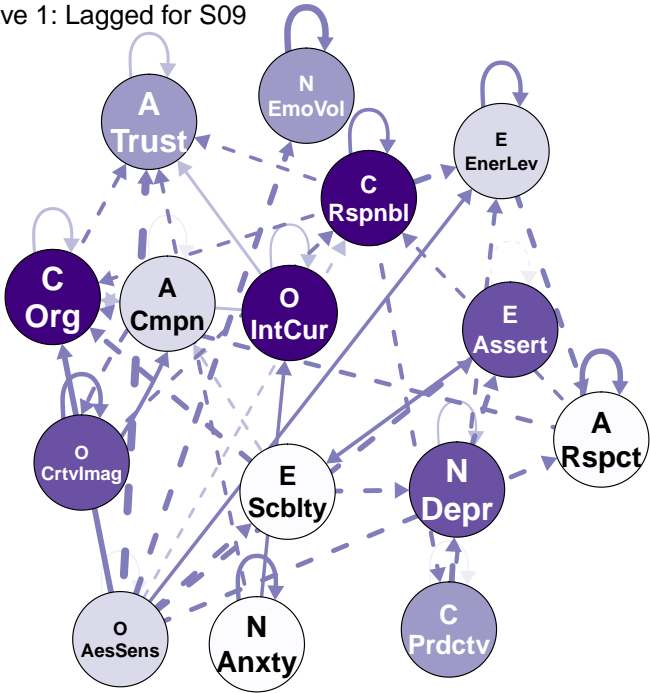 ve 1: Lagged for S09
A
Trust
N
EmoVol
E
EnerLev
C
Rspnbl
C
Org
A
Cmpn
O
IntCur
E
Assert
A
Rspct
O
CrtvImag
E
Scblty
N
Depr
O
AesSens
N
Anxty
C
Prdctv